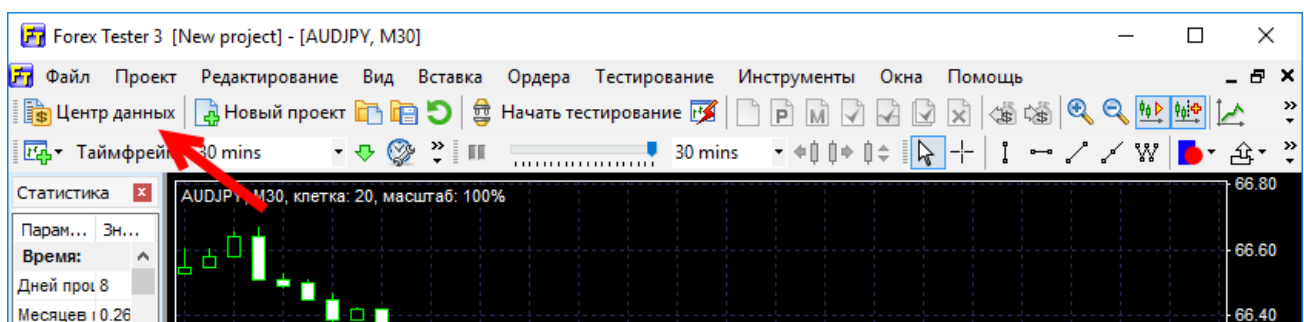 Forex Tester 3 [New project] - [AUDJPY, M30]
Файл Проект Редактирование Вид Вставка Ордера Тестирование Инструменты Окна Помощь
Центр данных Новый проект Начать тестирование P M
Таймфрейм 30 mins 30 mins W
Статистика
AUDJPY, M30, клетка: 20, масштаб: 100%
66.80
Парам... Зн...
Время:
66.60
Дней прош 8
Месяцев 0.26
66.40